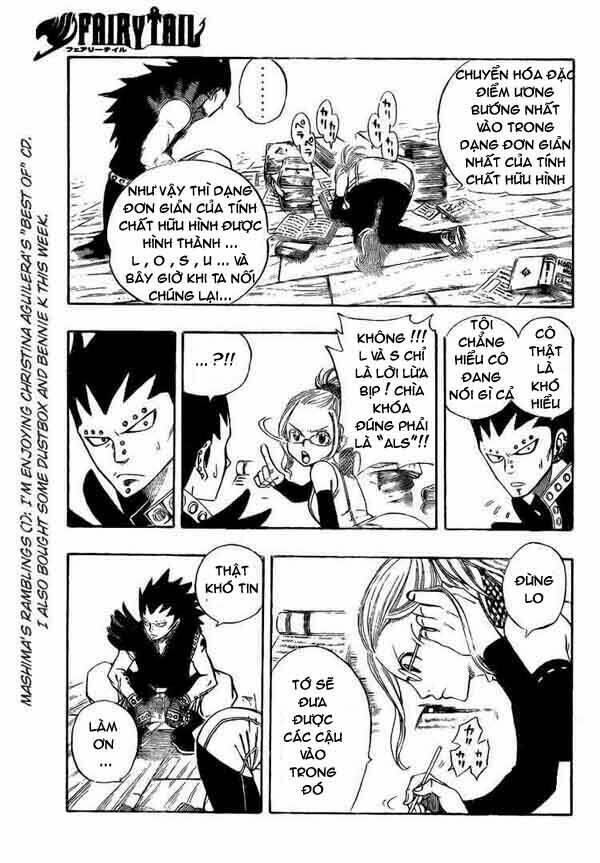 FAIRY TAIL
フェアリーテイル
MASHIMA'S RAMBLINGS (1): I'M ENJOYING CHRISTINA AGUILERA'S "BEST OF" CD.
I ALSO BOUGHT SOME DUSTBOX AND BENNIE K THIS WEEK.
CHUYỂN HÓA ĐẶC
ĐIỂM ƯƠNG
BƯỚNG NHẤT
VÀO TRONG
DẠNG ĐƠN GIẢN
NHẤT CỦA TÍNH
CHẤT HỮU HÌNH
......
NHƯ VẬY THÌ DẠNG
ĐƠN GIẢN CỦA TÍNH
CHẤT HỮU HÌNH ĐƯỢC
HÌNH THÀNH ...
L , O , S , U ... VÀ
BÂY GIỜ KHI TA NỐI
CHÚNG LẠI...
CÔ
THẬT LÀ
KHÓ
HIỂU
TÔI
CHẲNG
HIỂU CÔ
ĐANG
NÓI GÌ CẢ
KHÔNG !!!
L VÀ S CHỈ
LÀ LỜI LỪA
BỊP ! CHÌA
KHÓA
ĐÚNG PHẢI
LÀ "ALS"!!
... ?!!
ĐỪNG
LO
TỚ SẼ
ĐƯA
ĐƯỢC
CÁC CẬU
VÀO
TRONG
ĐÓ
THẬT
KHÓ TIN
LÀM
ƠN ...